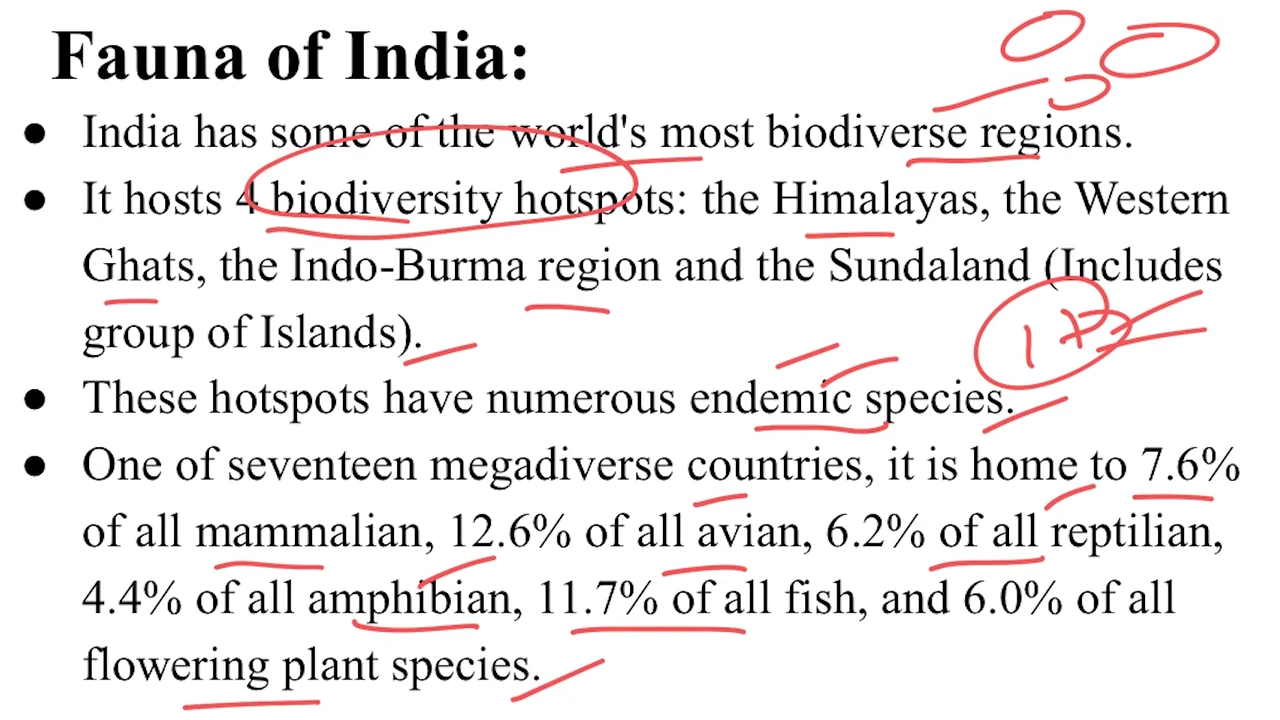 Fauna of India:
● India has some of the world's most biodiverse regions.
● It hosts 4 biodiversity hotspots: the Himalayas, the Western
Ghats, the Indo-Burma region and the Sundaland (Includes
group of Islands).
17
● These hotspots have numerous endemic species.
● One of seventeen megadiverse countries, it is home to 7.6%
of all mammalian, 12.6% of all avian, 6.2% of all reptilian,
4.4% of all amphibian, 11.7% of all fish, and 6.0% of all
flowering plant species.